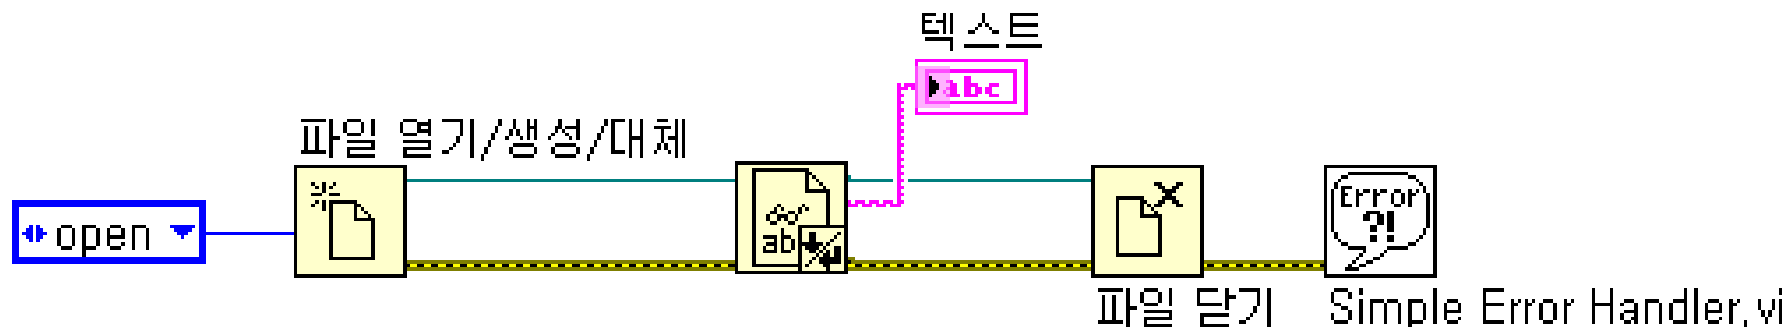 텍스트
abc
파일 열기/생성/대체
open
ab
Error
?!
파일 닫기
Simple Error Handler.vi